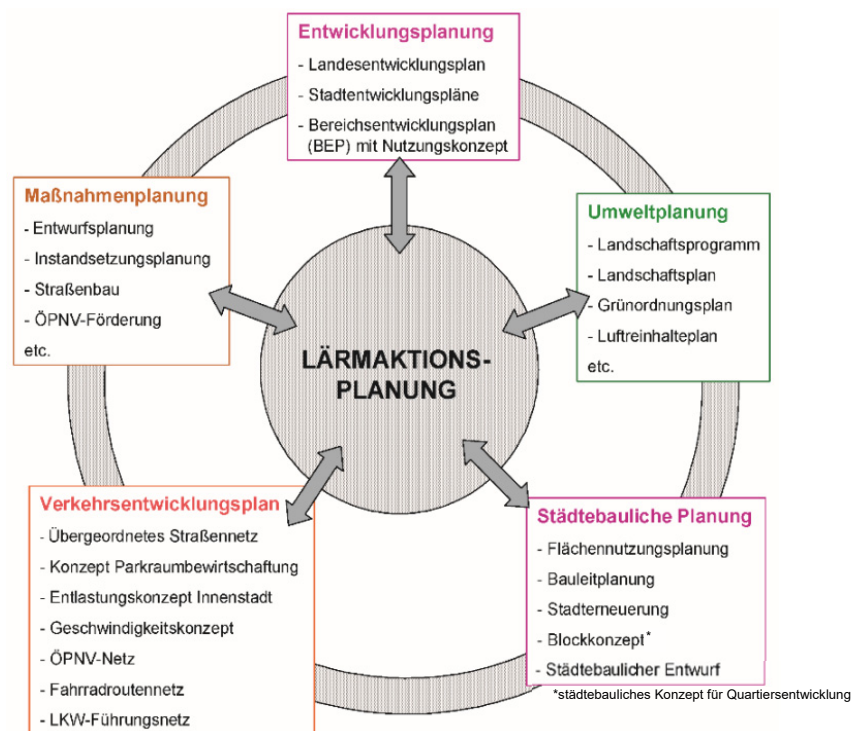 Entwicklungsplanung
- Landesentwicklungsplan
- Stadtentwicklungspläne
- Bereichsentwicklungsplan
(BEP) mit Nutzungskonzept
Maßnahmenplanung
- Entwurfsplanung
- Instandsetzungsplanung
- Straßenbau
- ÖPNV-Förderung
etc.
Umweltplanung
- Landschaftsprogramm
- Landschaftsplan
- Grünordnungsplan
- Luftreinhalteplan
etc.
LÄRMAKTIONS-
PLANUNG
Verkehrsentwicklungsplan
- Übergeordnetes Straßennetz
- Konzept Parkraumbewirtschaftung
- Entlastungskonzept Innenstadt
- Geschwindigkeitskonzept
- ÖPNV-Netz
- Fahrradroutennetz
- LKW-Führungsnetz
Städtebauliche Planung
- Flächennutzungsplanung
- Bauleitplanung
- Stadterneuerung
- Blockkonzept*
- Städtebaulicher Entwurf
*städtebauliches Konzept für Quartiersentwicklung